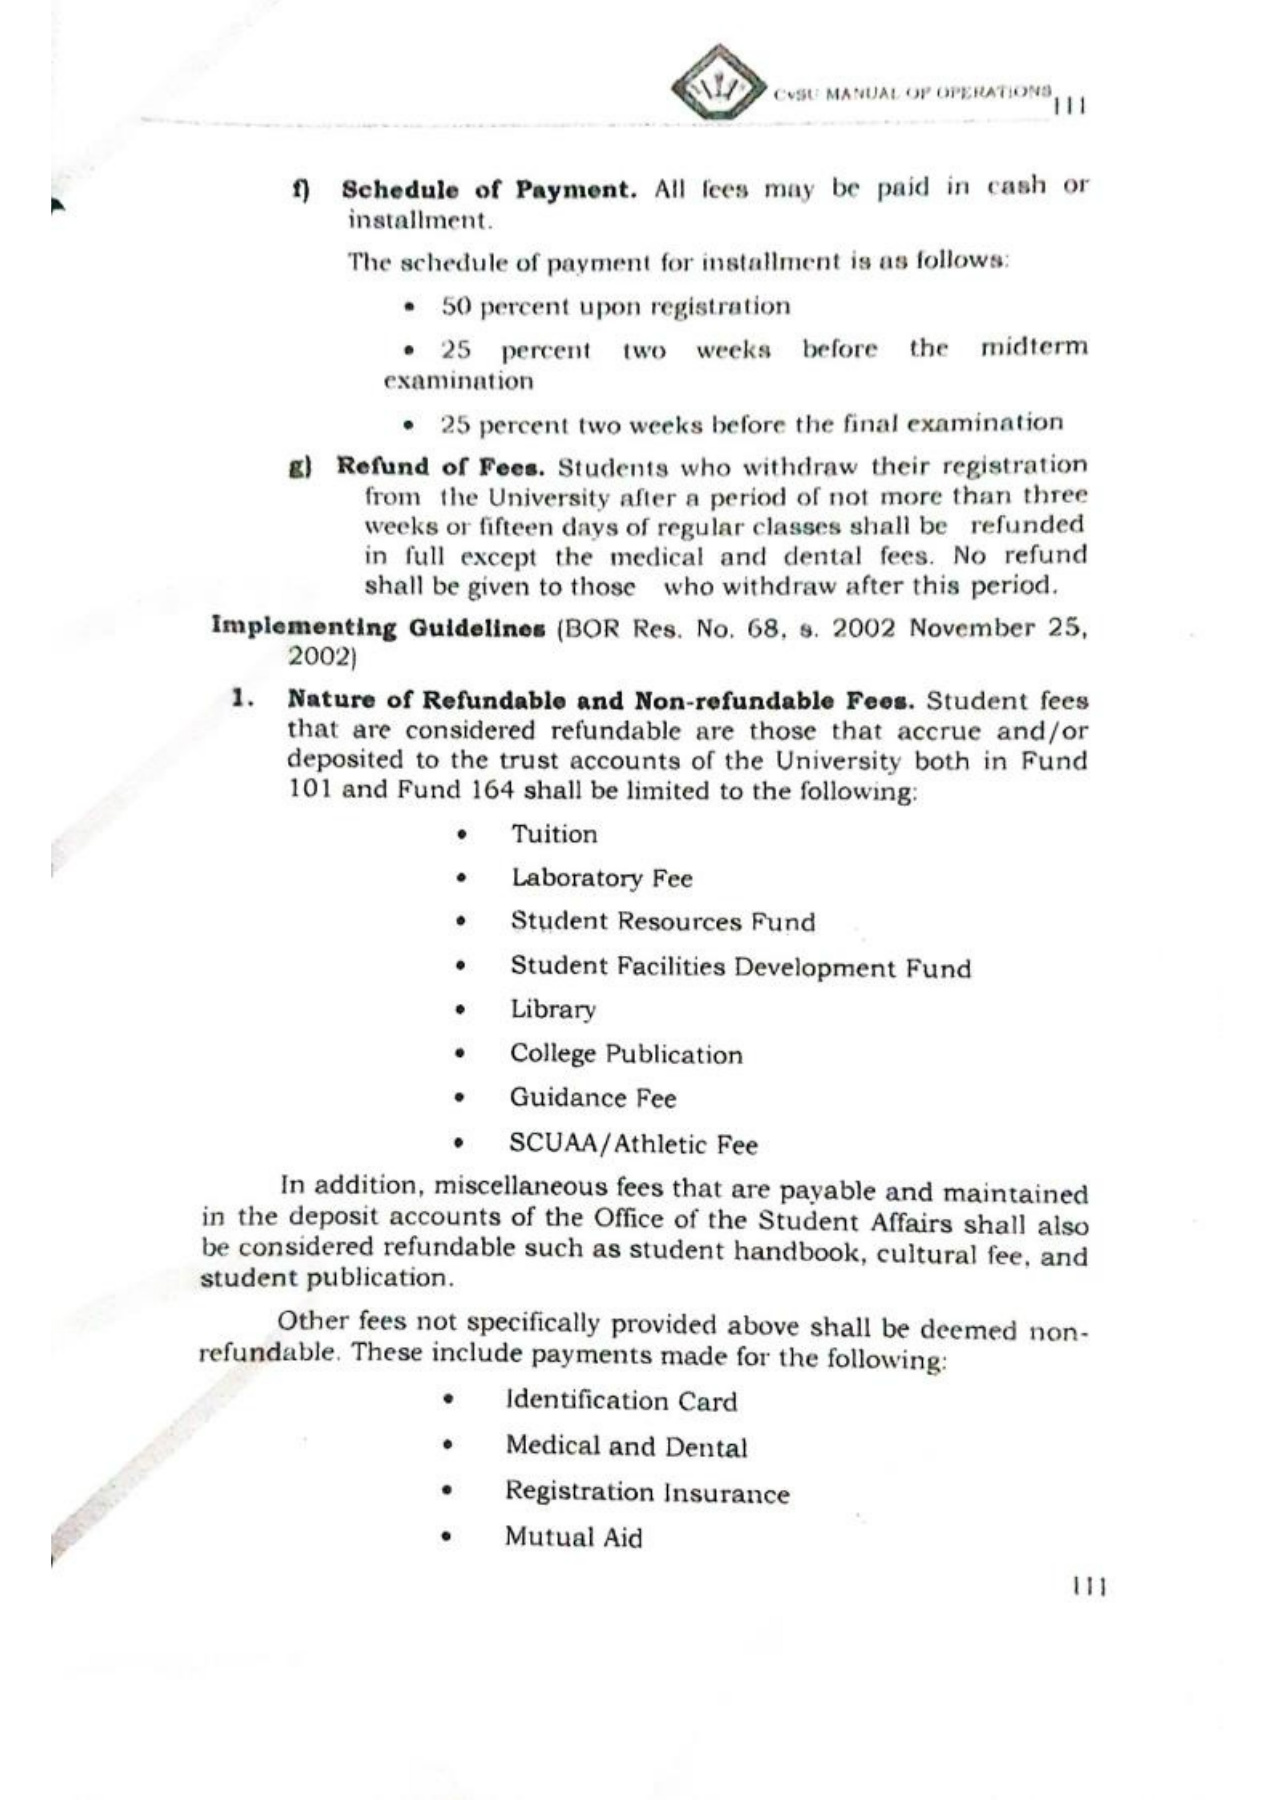 CvSU MANUAL OF OPERATIONS
111
f) Schedule of Payment. All fees may be paid in cash or
installment.
The schedule of payment for installment is as follows:
• 50 percent upon registration
• 25 percent two weeks before the midterm
examination
• 25 percent two weeks before the final examination
g) Refund of Fees. Students who withdraw their registration
from the University after a period of not more than three
weeks or fifteen days of regular classes shall be refunded
in full except the medical and dental fees. No refund
shall be given to those who withdraw after this period.
Implementing Guidelines (BOR Res. No. 68, s. 2002 November 25,
2002)
1. Nature of Refundable and Non-refundable Fees. Student fees
that are considered refundable are those that accrue and/or
deposited to the trust accounts of the University both in Fund
101 and Fund 164 shall be limited to the following:
• Tuition
• Laboratory Fee
• Student Resources Fund
• Student Facilities Development Fund
• Library
• College Publication
• Guidance Fee
• SCUAA/Athletic Fee
In addition, miscellaneous fees that are payable and maintained
in the deposit accounts of the Office of the Student Affairs shall also
be considered refundable such as student handbook, cultural fee, and
student publication.
Other fees not specifically provided above shall be deemed non-
refundable. These include payments made for the following:
• Identification Card
• Medical and Dental
• Registration Insurance
• Mutual Aid
111